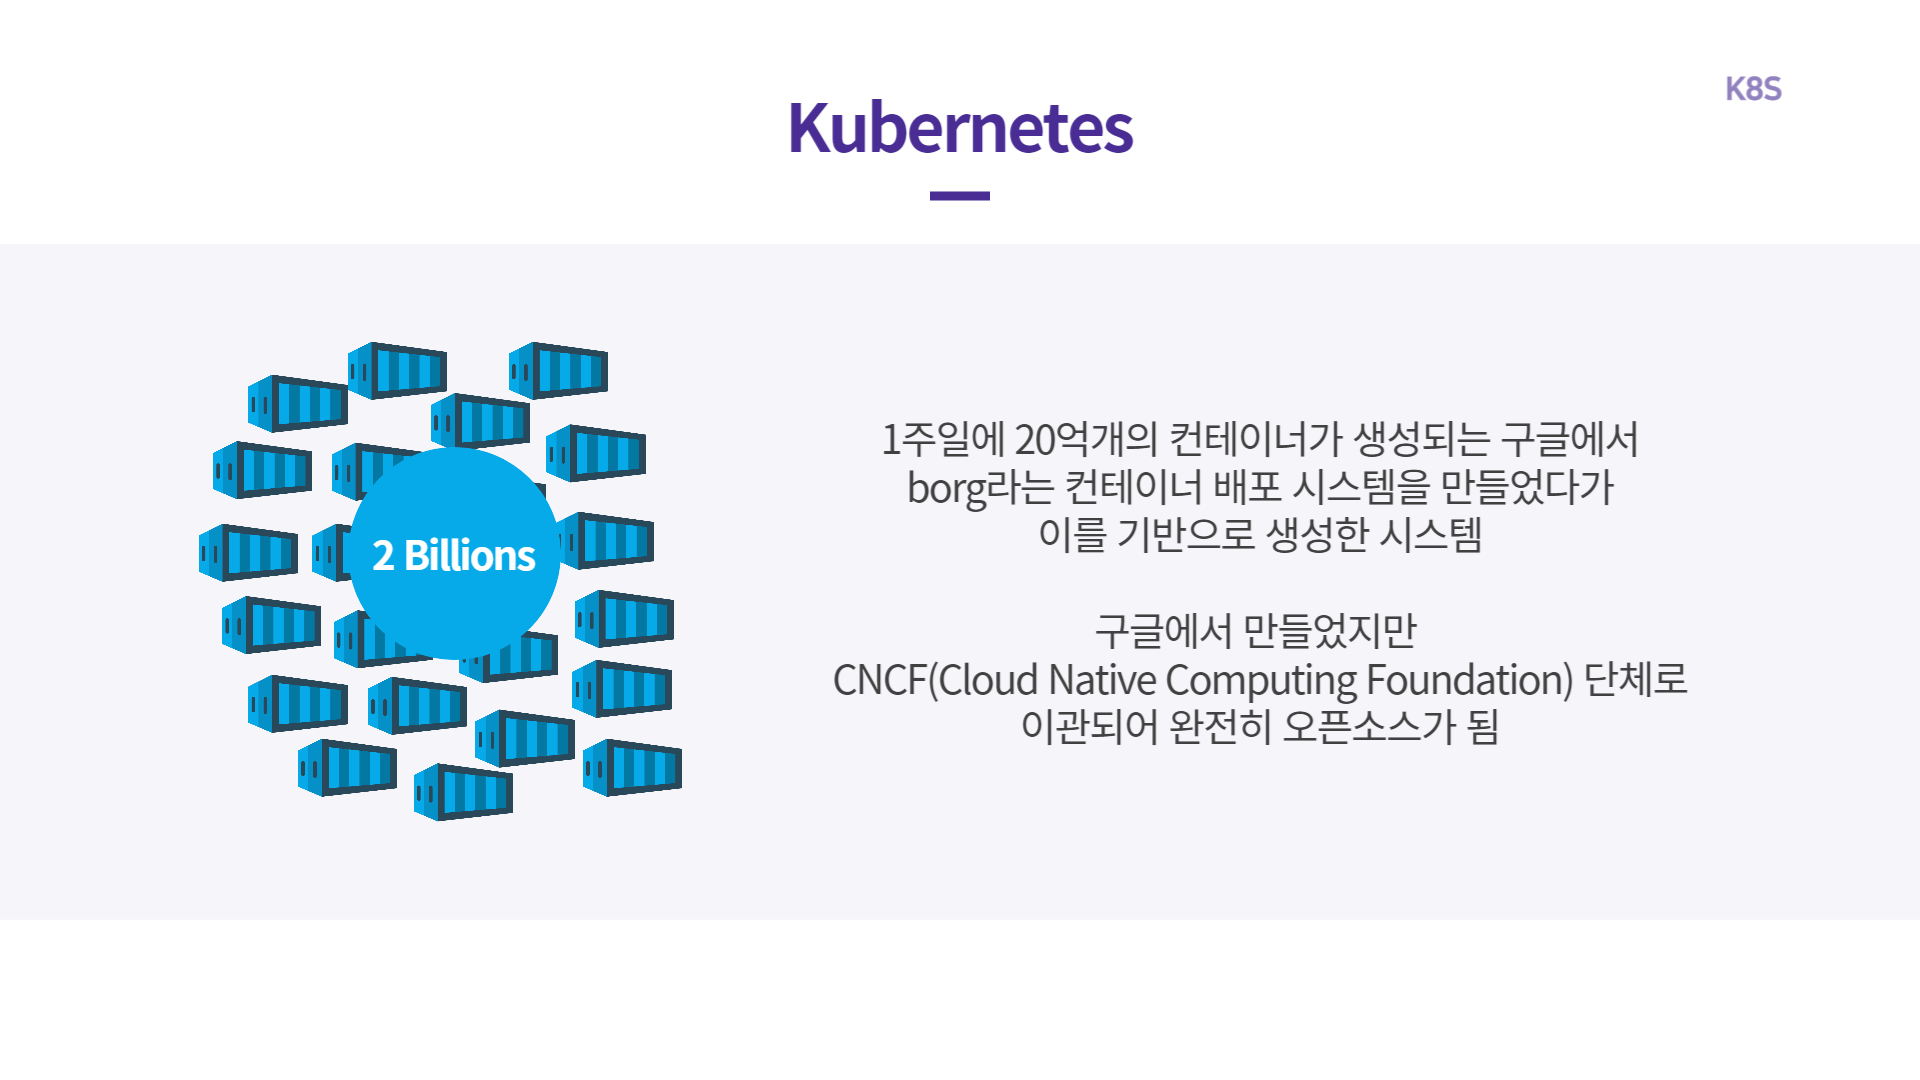 K8S
Kubernetes
2 Billions
1주일에 20억개의 컨테이너가 생성되는 구글에서
borg라는 컨테이너 배포 시스템을 만들었다가
이를 기반으로 생성한 시스템
구글에서 만들었지만
CNCF(Cloud Native Computing Foundation) 단체로
이관되어 완전히 오픈소스가 됨